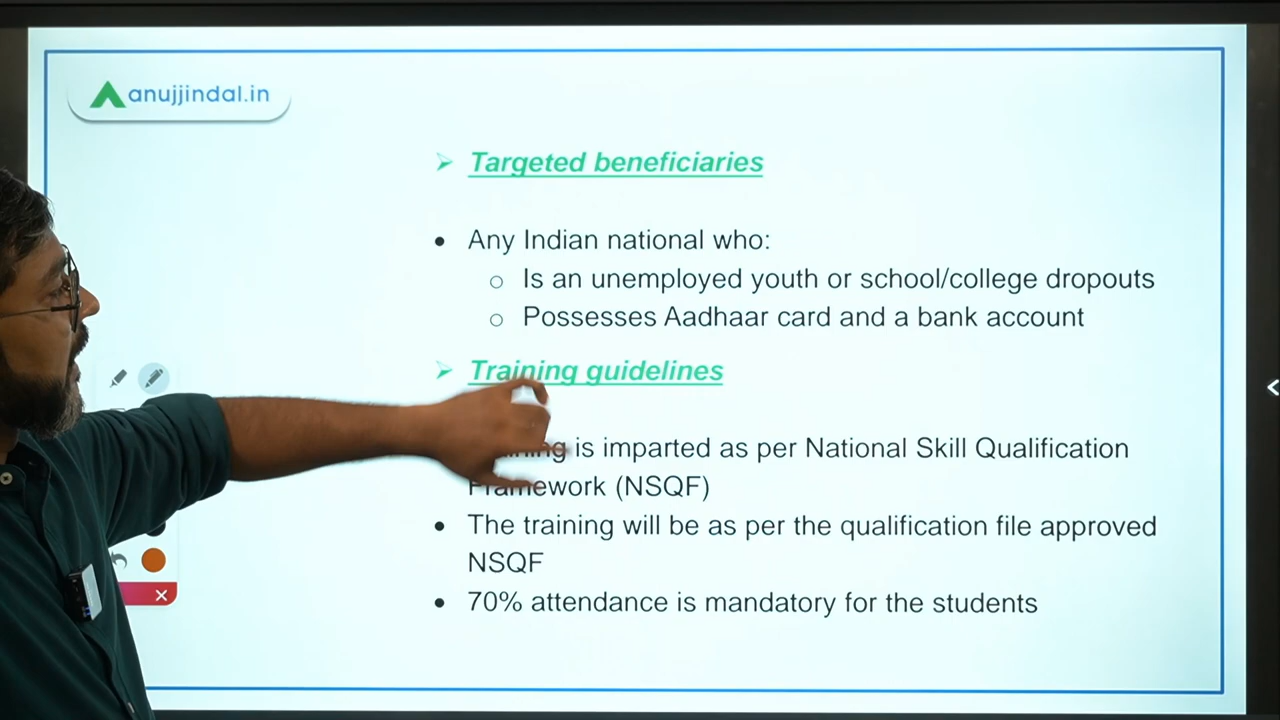 anujjindal.in
Targeted beneficiaries
Any Indian national who:
Is an unemployed youth or school/college dropouts
Possesses Aadhaar card and a bank account
Training guidelines
is imparted as per National Skill Qualification
Framework (NSQF)
The training will be as per the qualification file approved
NSQF
70% attendance is mandatory for the students